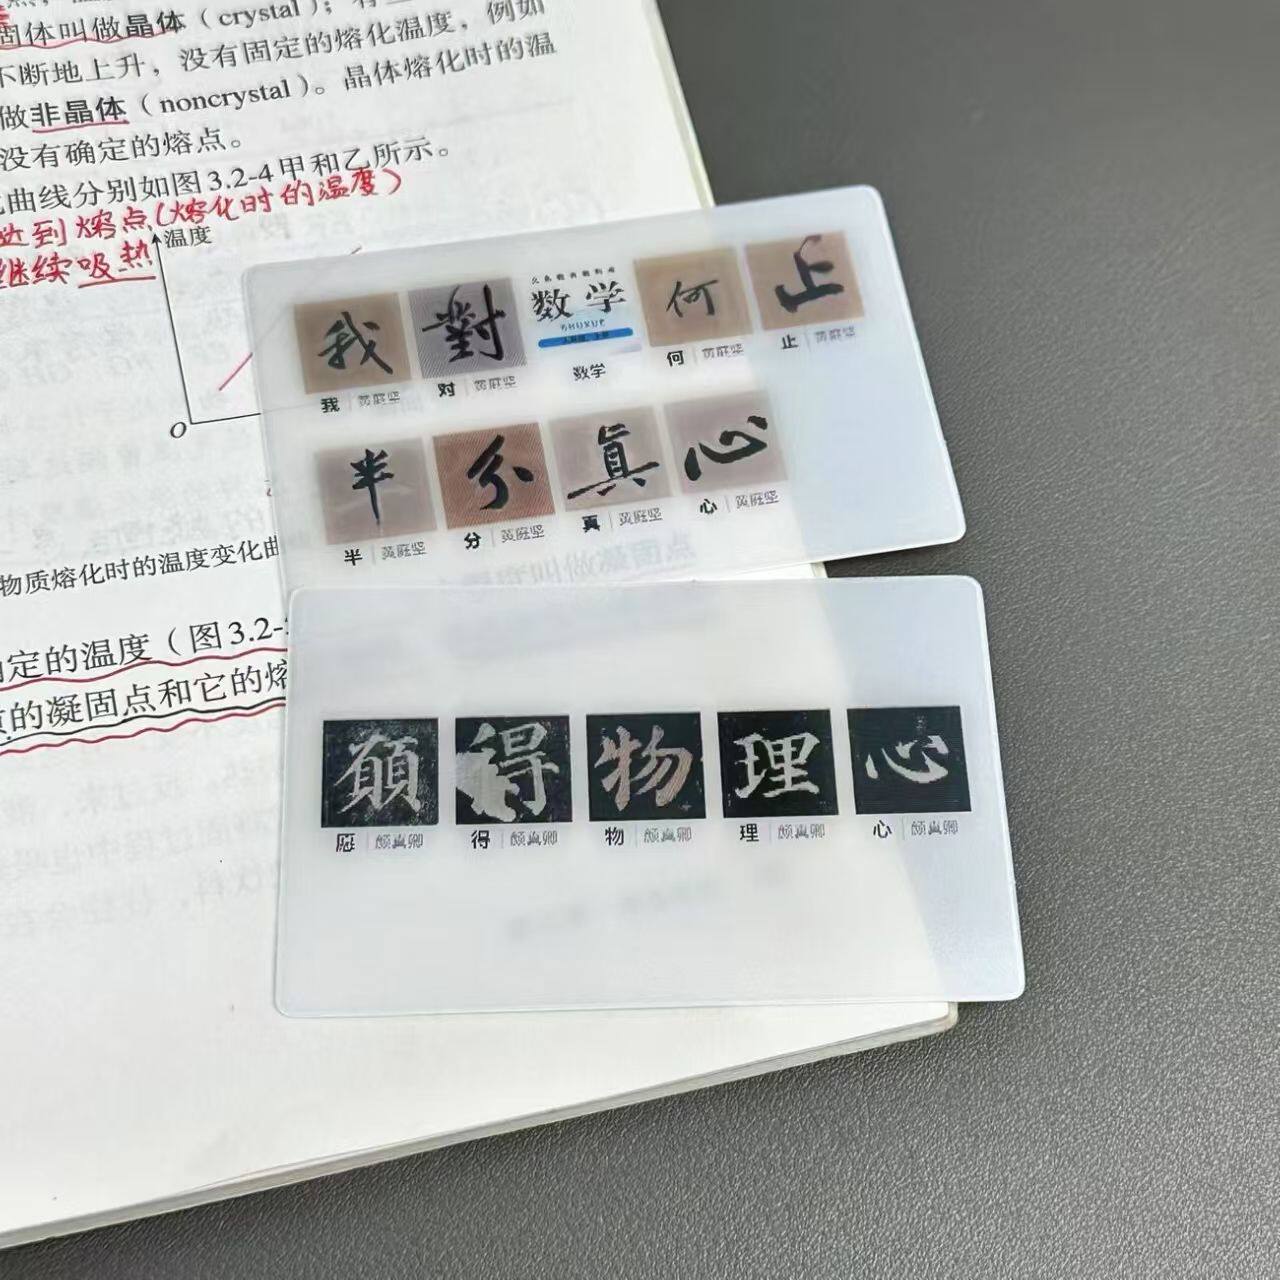 固体叫做晶体（crystal）；有
不断地上升，没有固定的熔化温度，例如
做非晶体（noncrystal）。晶体熔化时的温
没有确定的熔点。
曲线分别如图3.2-4甲和乙所示。
达到熔点（熔化时的温度）
继续吸热
温度
O
物质熔化时的温度变化曲
定的温度（图3.2-
的凝固点和它的熔
我 對 数学 何 止
SHUXUE
我 黄庭坚 对 黄庭坚 数学 何 黄庭坚 止 黄庭坚
半 分 真 心
半 黄庭坚 分 黄庭坚 真 黄庭坚 心 黄庭坚
願 得 物 理 心
愿 颜真卿 得 颜真卿 物 颜真卿 理 颜真卿 心 颜真卿